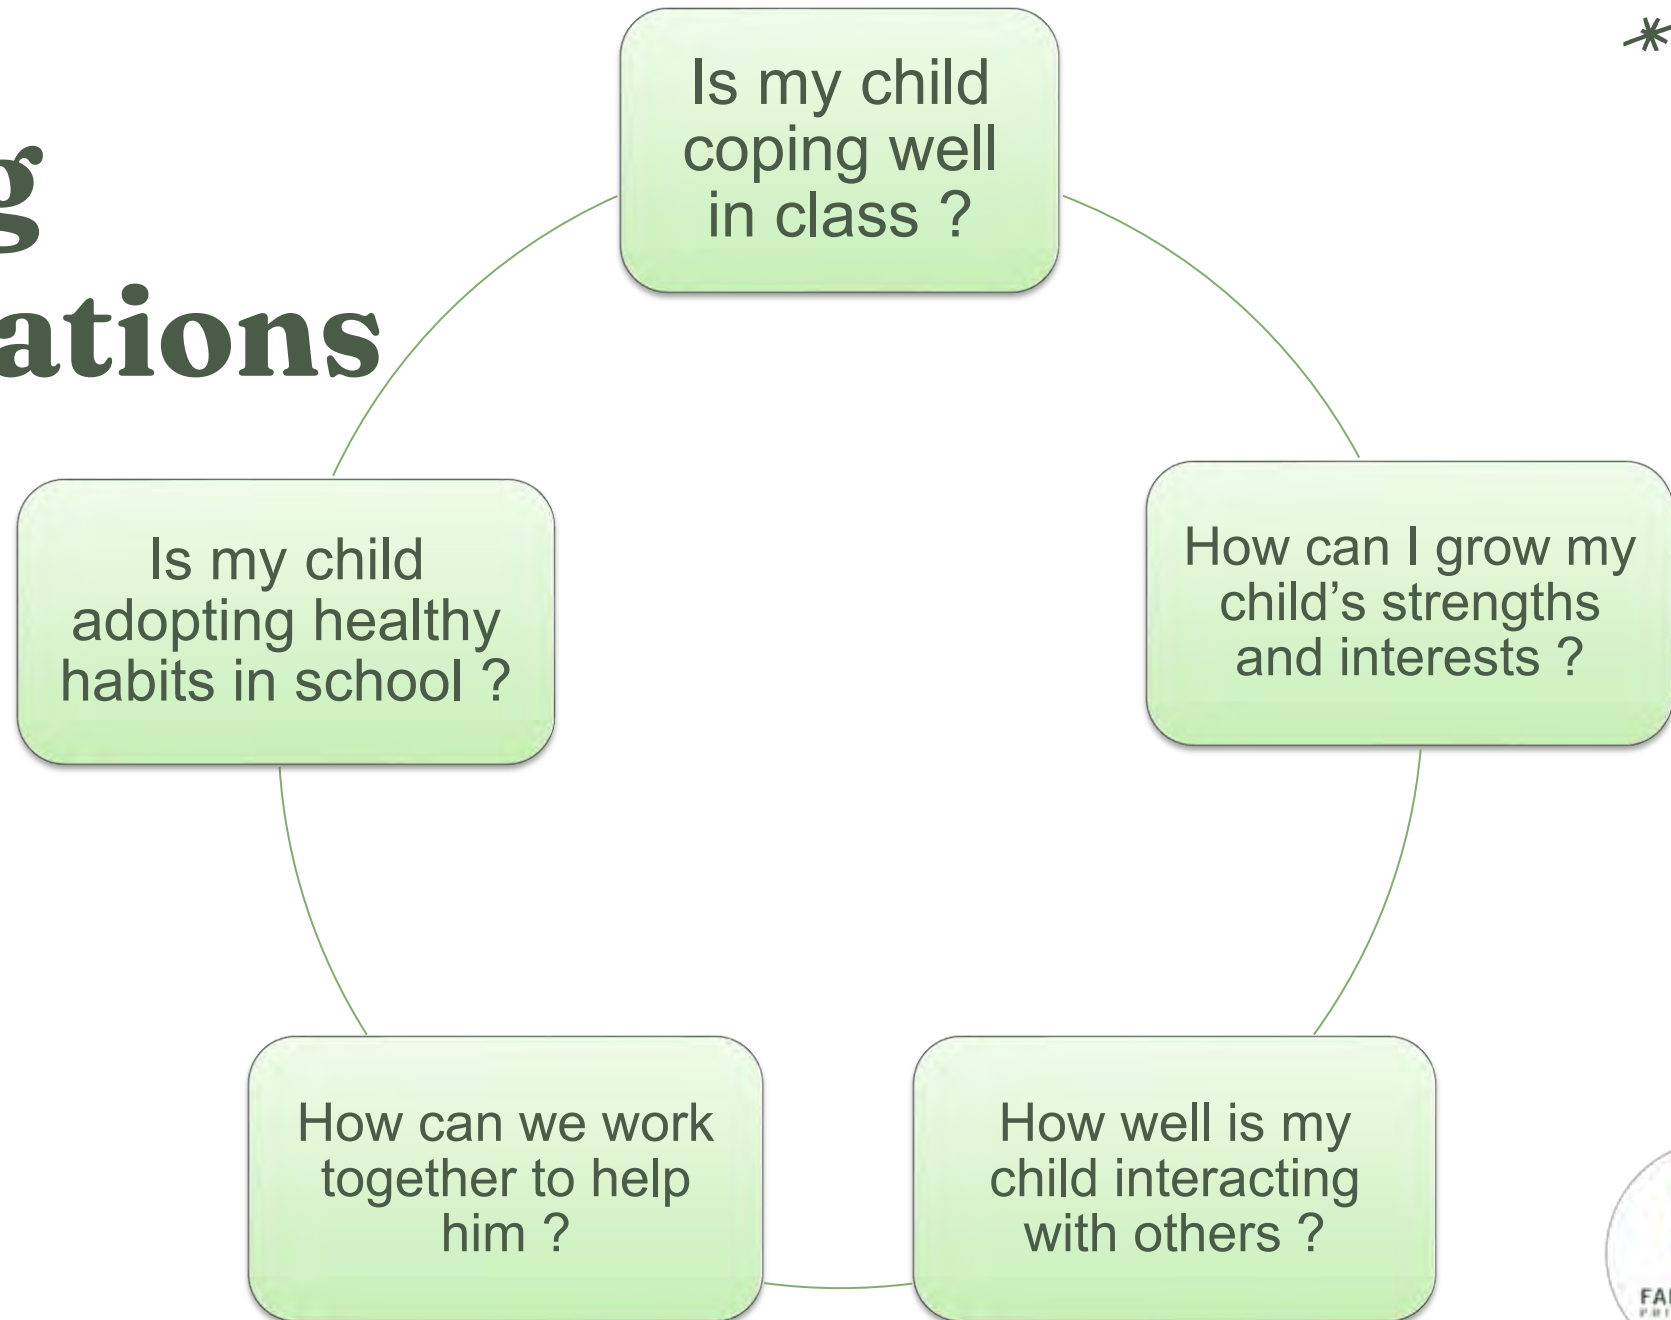 g
ations
Is my child
coping well
in class ?
How can I grow my
child’s strengths
and interests ?
How well is my
child interacting
with others ?
How can we work
together to help
him ?
Is my child
adopting healthy
habits in school ?